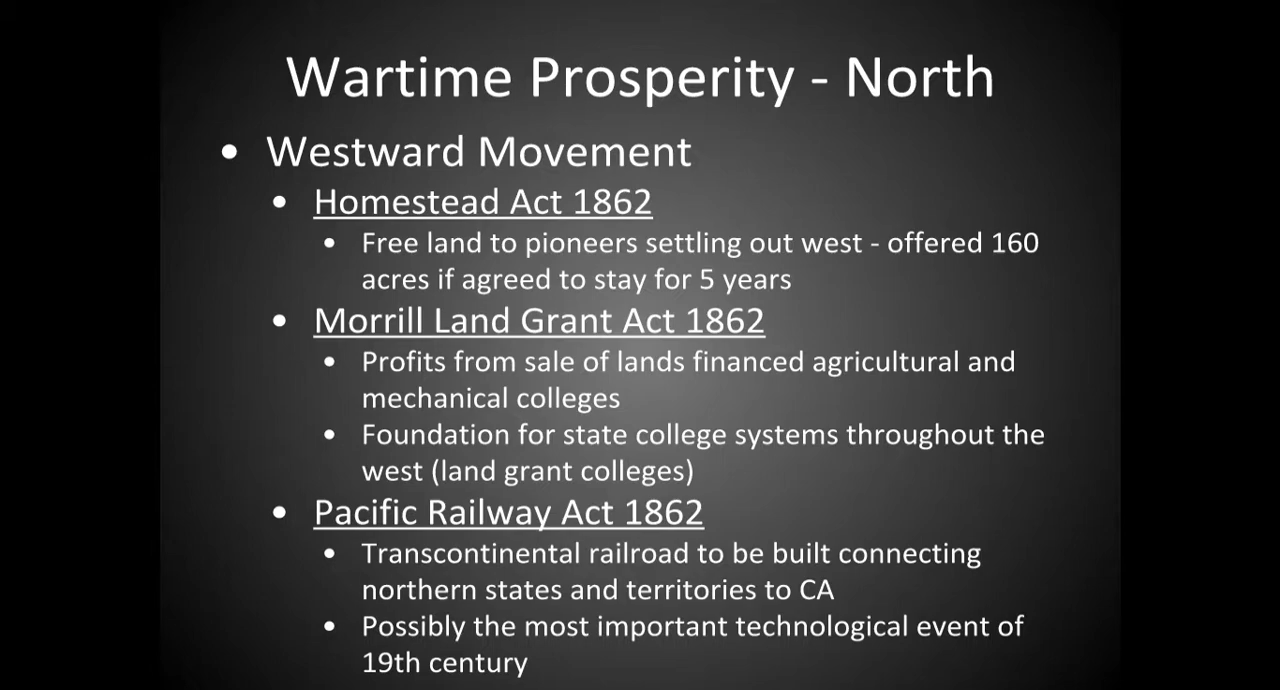 Wartime Prosperity - North
• Westward Movement
• Homestead Act 1862
• Free land to pioneers settling out west - offered 160
acres if agreed to stay for 5 years
• Morrill Land Grant Act 1862
• Profits from sale of lands financed agricultural and
mechanical colleges
• Foundation for state college systems throughout the
west (land grant colleges)
• Pacific Railway Act 1862
• Transcontinental railroad to be built connecting
northern states and territories to CA
• Possibly the most important technological event of
19th century